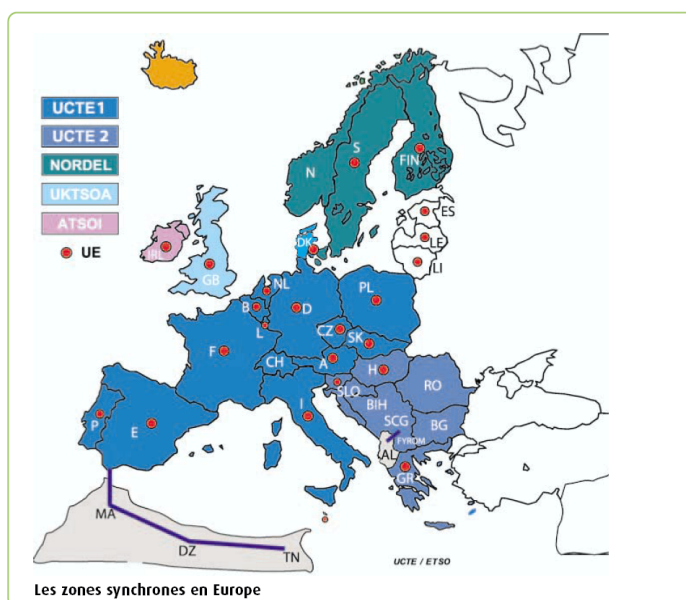 UCTE1
UCTE 2
NORDEL
UKTSOA
ATSOI
UE
N
S
FIN
ES
LE
LI
DK
IRL
GB
NL
B
D
PL
L
CZ
SK
F
CH
A
H
SLO
RO
BIH
SCG
BG
FYROM
AL
GR
P
E
I
MA
DZ
TN
UCTE / ETSO
Les zones synchrones en Europe